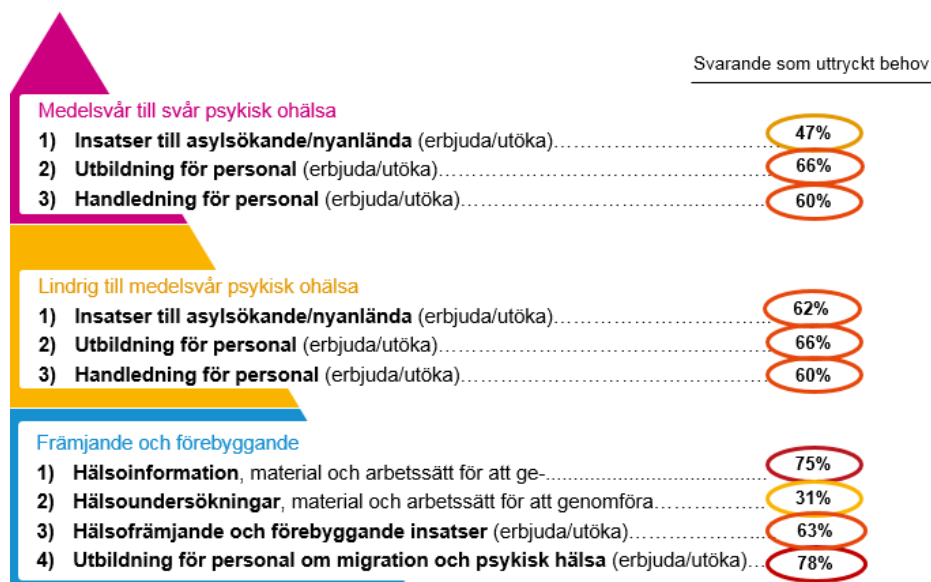 Svarande som uttryckt behov
Medelsvår till svår psykisk ohälsa
1) Insatser till asylsökande/nyanlända (erbjuda/utöka)........................................ 47%
2) Utbildning för personal (erbjuda/utöka)........................................ 66%
3) Handledning för personal (erbjuda/utöka)........................................ 60%
Lindrig till medelsvår psykisk ohälsa
1) Insatser till asylsökande/nyanlända (erbjuda/utöka)........................................ 62%
2) Utbildning för personal (erbjuda/utöka)........................................ 66%
3) Handledning för personal (erbjuda/utöka)........................................ 60%
Främjande och förebyggande
1) Hälsoinformation, material och arbetssätt för att ge-........................................ 75%
2) Hälsoundersökningar, material och arbetssätt för att genomföra.................... 31%
3) Hälsofrämjande och förebyggande insatser (erbjuda/utöka).................... 63%
4) Utbildning för personal om migration och psykisk hälsa (erbjuda/utöka)... 78%